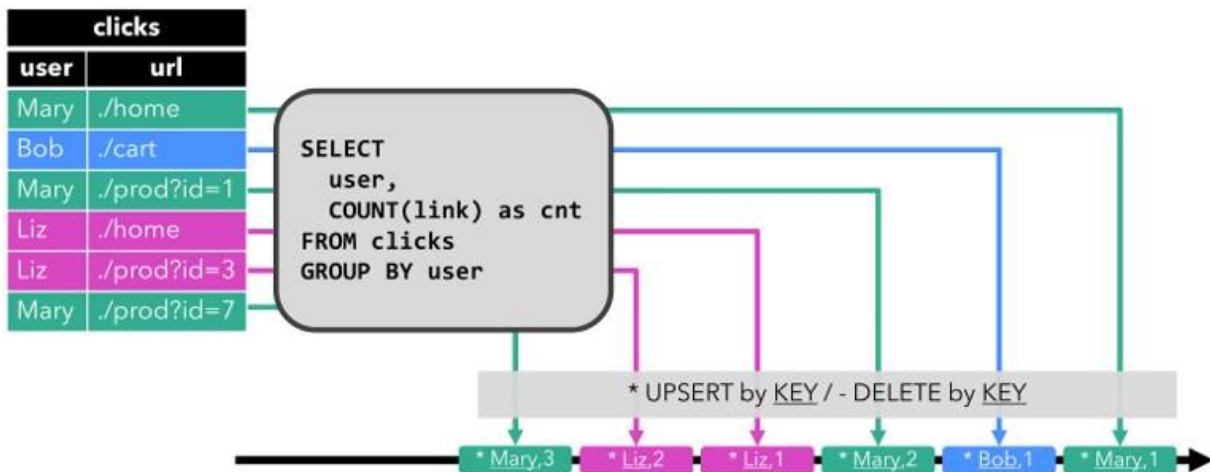 clicks
user url
Mary ./home
Bob ./cart
Mary ./prod?id=1
Liz ./home
Liz ./prod?id=3
Mary ./prod?id=7
SELECT
user,
COUNT(link) as cnt
FROM clicks
GROUP BY user
* UPSERT by KEY / - DELETE by KEY
* Mary,3 * Liz,2 * Liz,1 * Mary,2 * Bob,1 * Mary,1